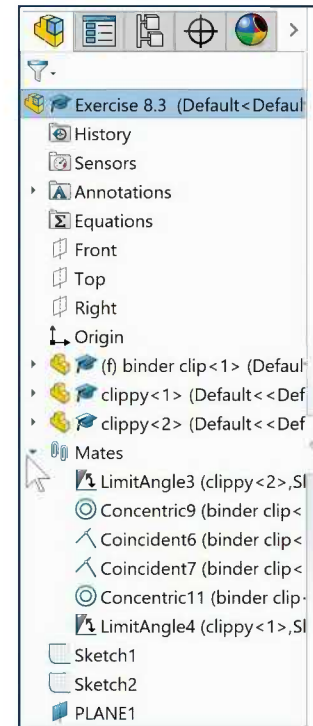 Exercise 8.3 (Default<Defaul
History
Sensors
Annotations
Equations
Front
Top
Right
Origin
(f) binder clip<1> (Defaul
clippy<1> (Default<<Def
clippy<2> (Default<<Def
Mates
LimitAngle3 (clippy<2>,Sl
Concentric9 (binder clip<
Coincident6 (binder clip<
Coincident7 (binder clip<
Concentric11 (binder clip
LimitAngle4 (clippy<1>,Sl
Sketch1
Sketch2
PLANE1